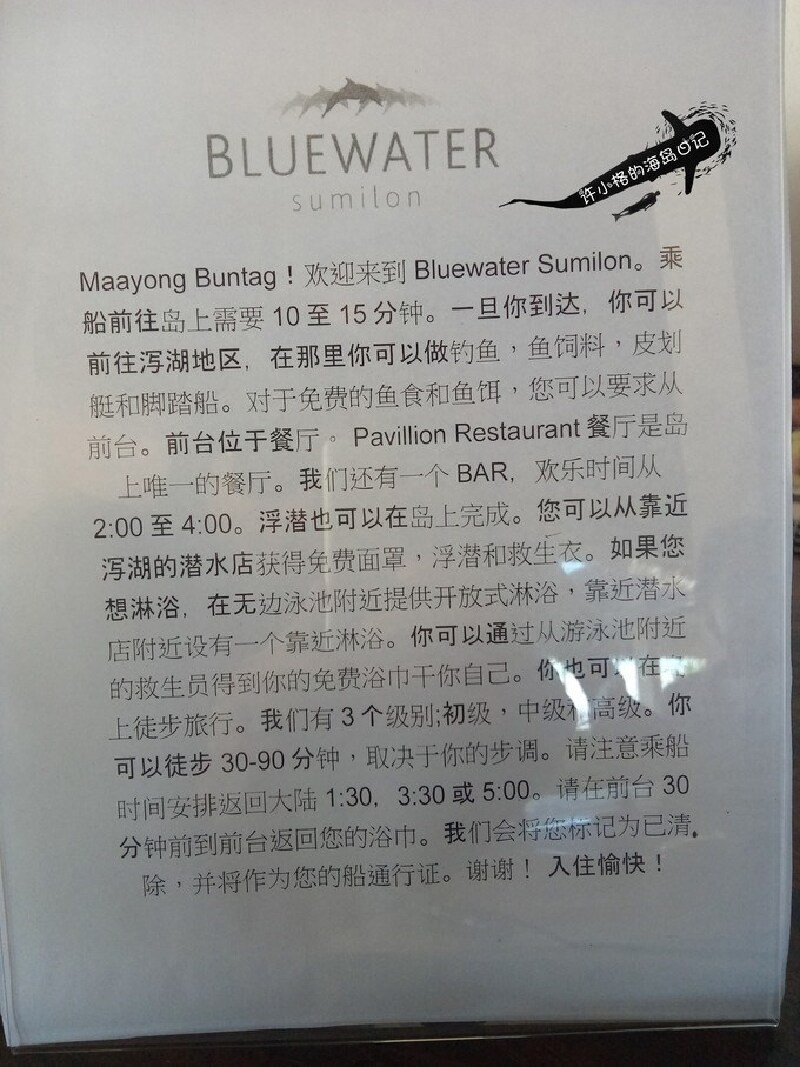 BLUEWATER
sumilon
许小格的海岛日记
Maayong Buntag！欢迎来到 Bluewater Sumilon。乘
船前往岛上需要 10 至 15 分钟。一旦你到达，你可以
前往泻湖地区，在那里你可以做钓鱼，鱼饲料，皮划
艇和脚踏船。对于免费的鱼食和鱼饵，您可以要求从
前台。前台位于餐厅。 Pavillion Restaurant 餐厅是岛
上唯一的餐厅。我们还有一个 BAR，欢乐时间从
2:00 至 4:00。浮潜也可以在岛上完成。您可以从靠近
泻湖的潜水店获得免费面罩，浮潜和救生衣。如果您
想淋浴，在无边泳池附近提供开放式淋浴，靠近潜水
店附近设有一个靠近淋浴。你可以通过从游泳池附近
的救生员得到你的免费浴巾干你自己。你也可以在
上徒步旅行。我们有 3 个级别;初级，中级和高级。你
可以徒步 30-90 分钟，取决于你的步调。请注意乘船
时间安排返回大陆 1:30，3:30 或 5:00。请在前台 30
分钟前到前台返回您的浴巾。我们会将您标记为已清
除，并将作为您的船通行证。谢谢！ 入住愉快！